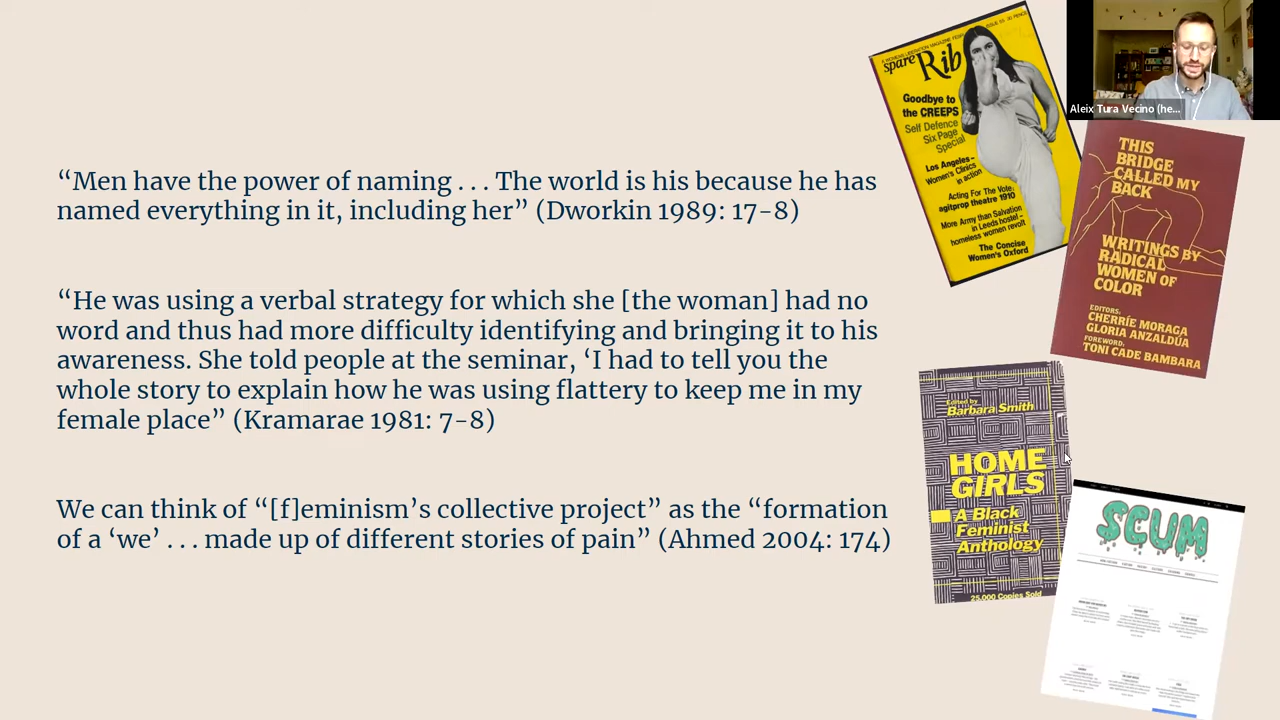 “Men have the power of naming . . . The world is his because he has
named everything in it, including her” (Dworkin 1989: 17-8)
“He was using a verbal strategy for which she [the woman] had no
word and thus had more difficulty identifying and bringing it to his
awareness. She told people at the seminar, ‘I had to tell you the
whole story to explain how he was using flattery to keep me in my
female place” (Kramarae 1981: 7-8)
We can think of “[f]eminism’s collective project” as the “formation
of a ‘we’ . . . made up of different stories of pain” (Ahmed 2004: 174)
spare Rib
Goodbye to
the CREEPS
Self Defence
Six Page
Special
Los Angeles–
Women's Clinics
in action
Acting For The Vote:
agitprop theatre 1910
More Army than Salvation
in Leeds hostel–
homeless women revolt
The Concise
Women's Oxford
Aleix Tura Vecino (he...
THIS
BRIDGE
CALLED MY
BACK
WRITINGS BY
RADICAL
WOMEN OF
COLOR
EDITORS:
CHERRÍE MORAGA
GLORIA ANZALDÚA
FOREWORD:
TONI CADE BAMBARA
Edited by
Barbara Smith
HOME
GIRLS
A Black
Feminist
Anthology
25,000 Copies Sold
SCUM